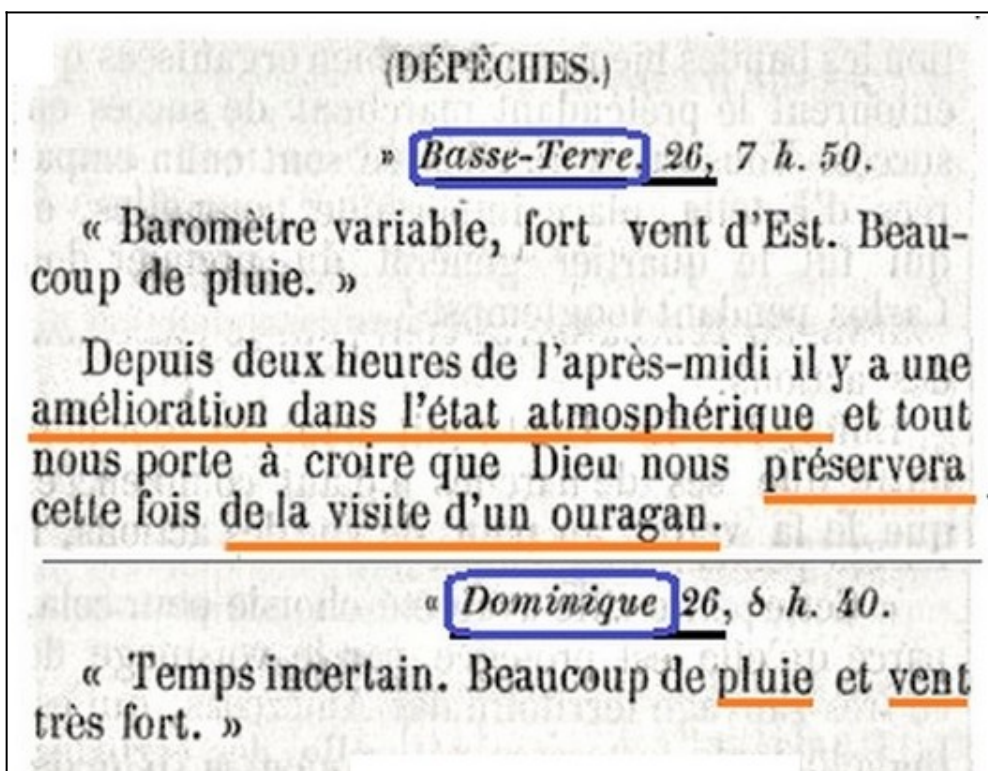 (DÉPÊCHES.)
» Basse-Terre, 26, 7 h. 50.
« Baromètre variable, fort vent d'Est. Beau-
coup de pluie. »
Depuis deux heures de l'après-midi il y a une
amélioration dans l'état atmosphérique et tout
nous porte à croire que Dieu nous préservera
cette fois de la visite d'un ouragan.
« Dominique 26, 8 h. 40.
« Temps incertain. Beaucoup de pluie et vent
très fort. »